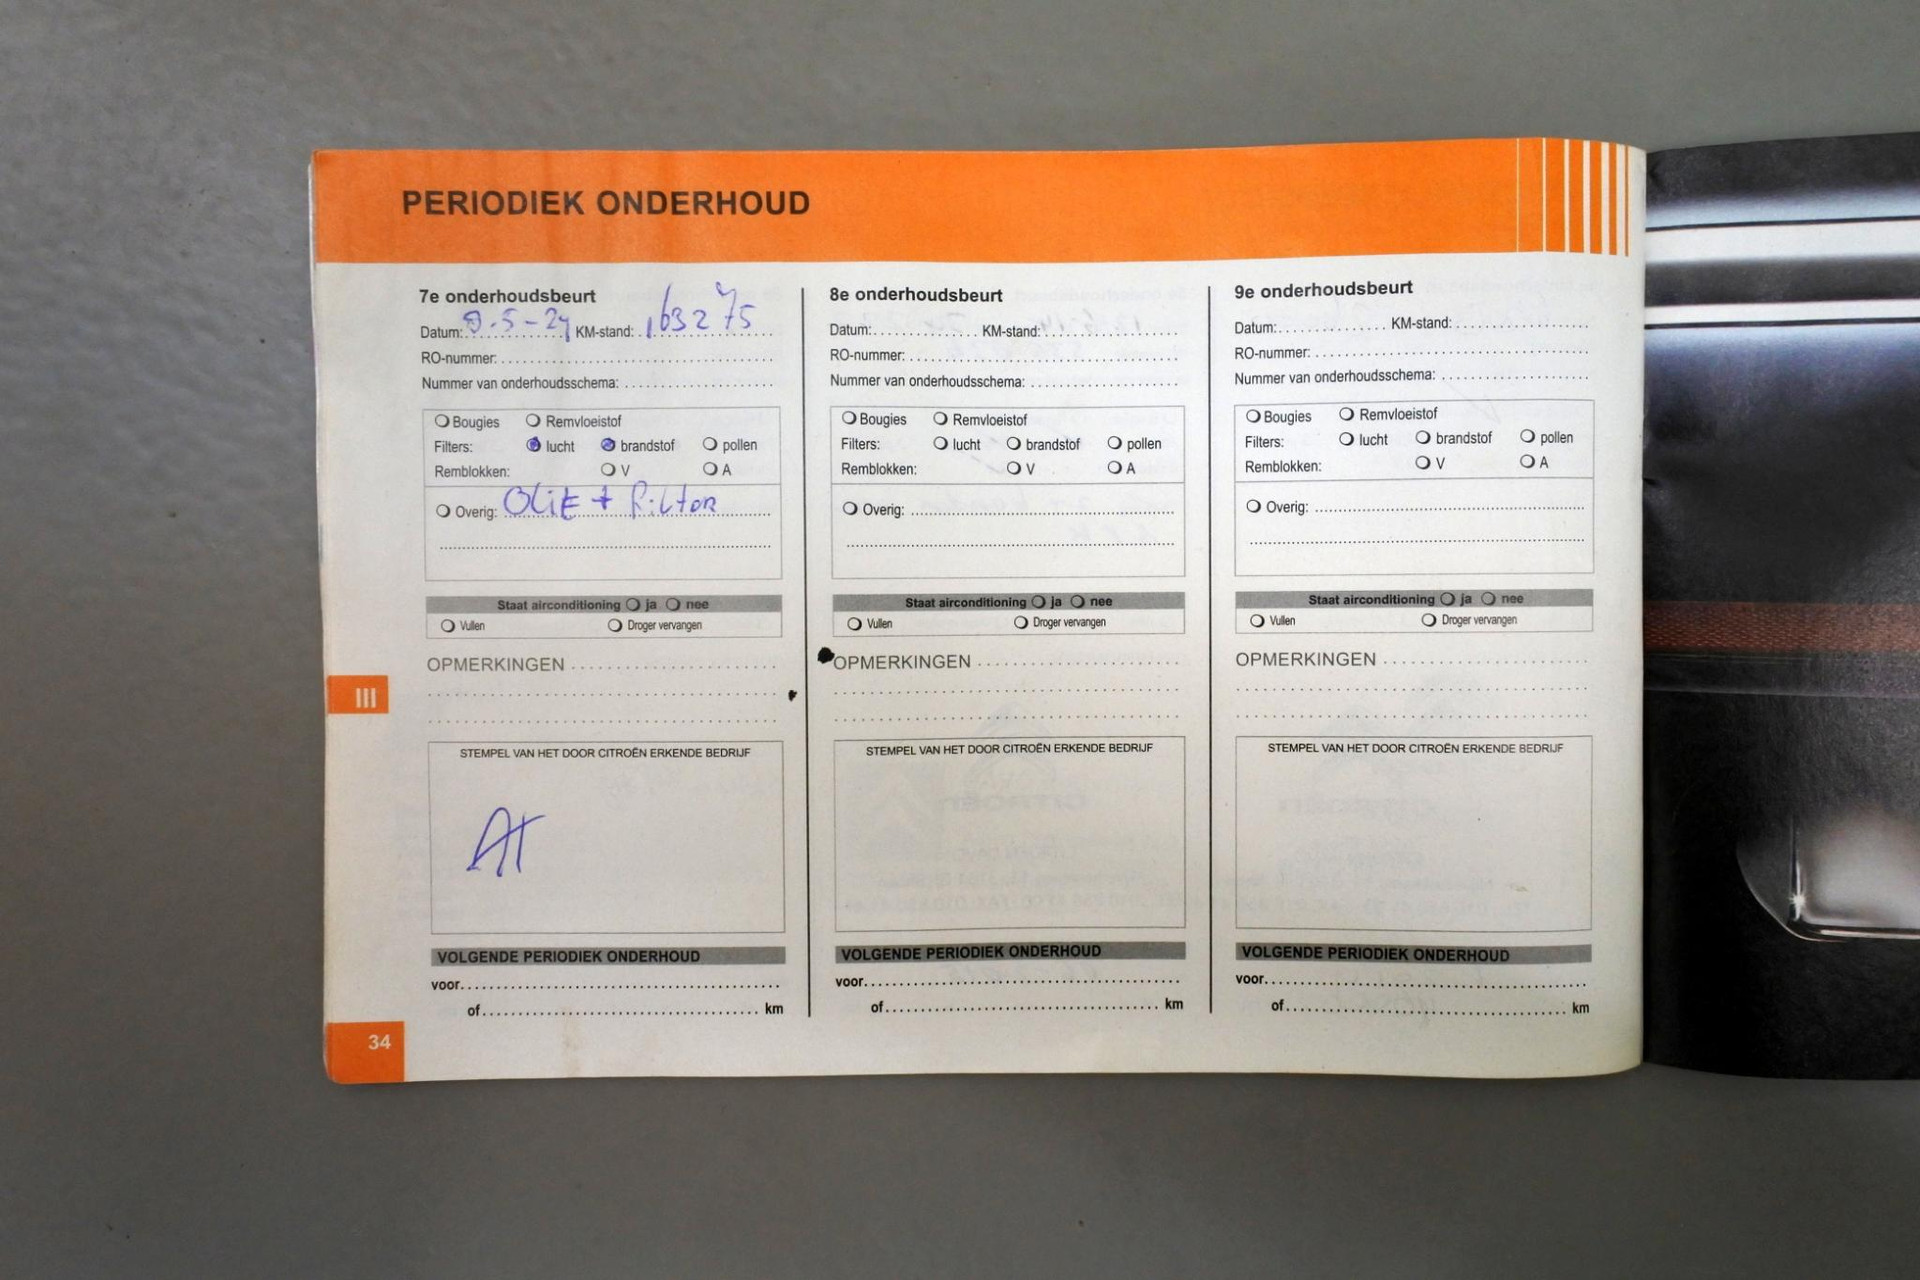 PERIODIEK ONDERHOUD
7e onderhoudsbeurt
Datum: 9-5-24 KM-stand: 163275
RO-nummer:
Nummer van onderhoudsschema:
Bougies Remvloeistof
Filters: lucht brandstof pollen
Remblokken: V A
Overig: Olie + filter
Staat airconditioning ja nee
Vullen Droger vervangen
OPMERKINGEN
STEMPEL VAN HET DOOR CITROËN ERKENDE BEDRIJF
VOLGENDE PERIODIEK ONDERHOUD
voor
of km
8e onderhoudsbeurt
Datum: KM-stand:
RO-nummer:
Nummer van onderhoudsschema:
Bougies Remvloeistof
Filters: lucht brandstof pollen
Remblokken: V A
Overig:
Staat airconditioning ja nee
Vullen Droger vervangen
OPMERKINGEN
STEMPEL VAN HET DOOR CITROËN ERKENDE BEDRIJF
VOLGENDE PERIODIEK ONDERHOUD
voor
of km
9e onderhoudsbeurt
Datum: KM-stand:
RO-nummer:
Nummer van onderhoudsschema:
Bougies Remvloeistof
Filters: lucht brandstof pollen
Remblokken: V A
Overig:
Staat airconditioning ja nee
Vullen Droger vervangen
OPMERKINGEN
STEMPEL VAN HET DOOR CITROËN ERKENDE BEDRIJF
VOLGENDE PERIODIEK ONDERHOUD
voor
of km
III
34